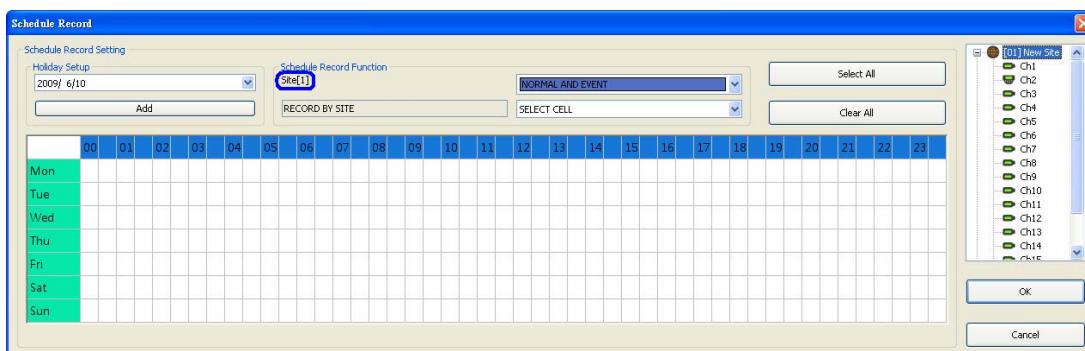 Schedule Record
Schedule Record Setting
Holiday Setup
2009/ 6/10
Add
Schedule Record Function
Site[1]
NORMAL AND EVENT
RECORD BY SITE
SELECT CELL
Select All
Clear All
00 01 02 03 04 05 06 07 08 09 10 11 12 13 14 15 16 17 18 19 20 21 22 23
Mon
Tue
Wed
Thu
Fri
Sat
Sun
[01] New Site
Ch1
Ch2
Ch3
Ch4
Ch5
Ch6
Ch7
Ch8
Ch9
Ch10
Ch11
Ch12
Ch13
Ch14
Ch15
OK
Cancel